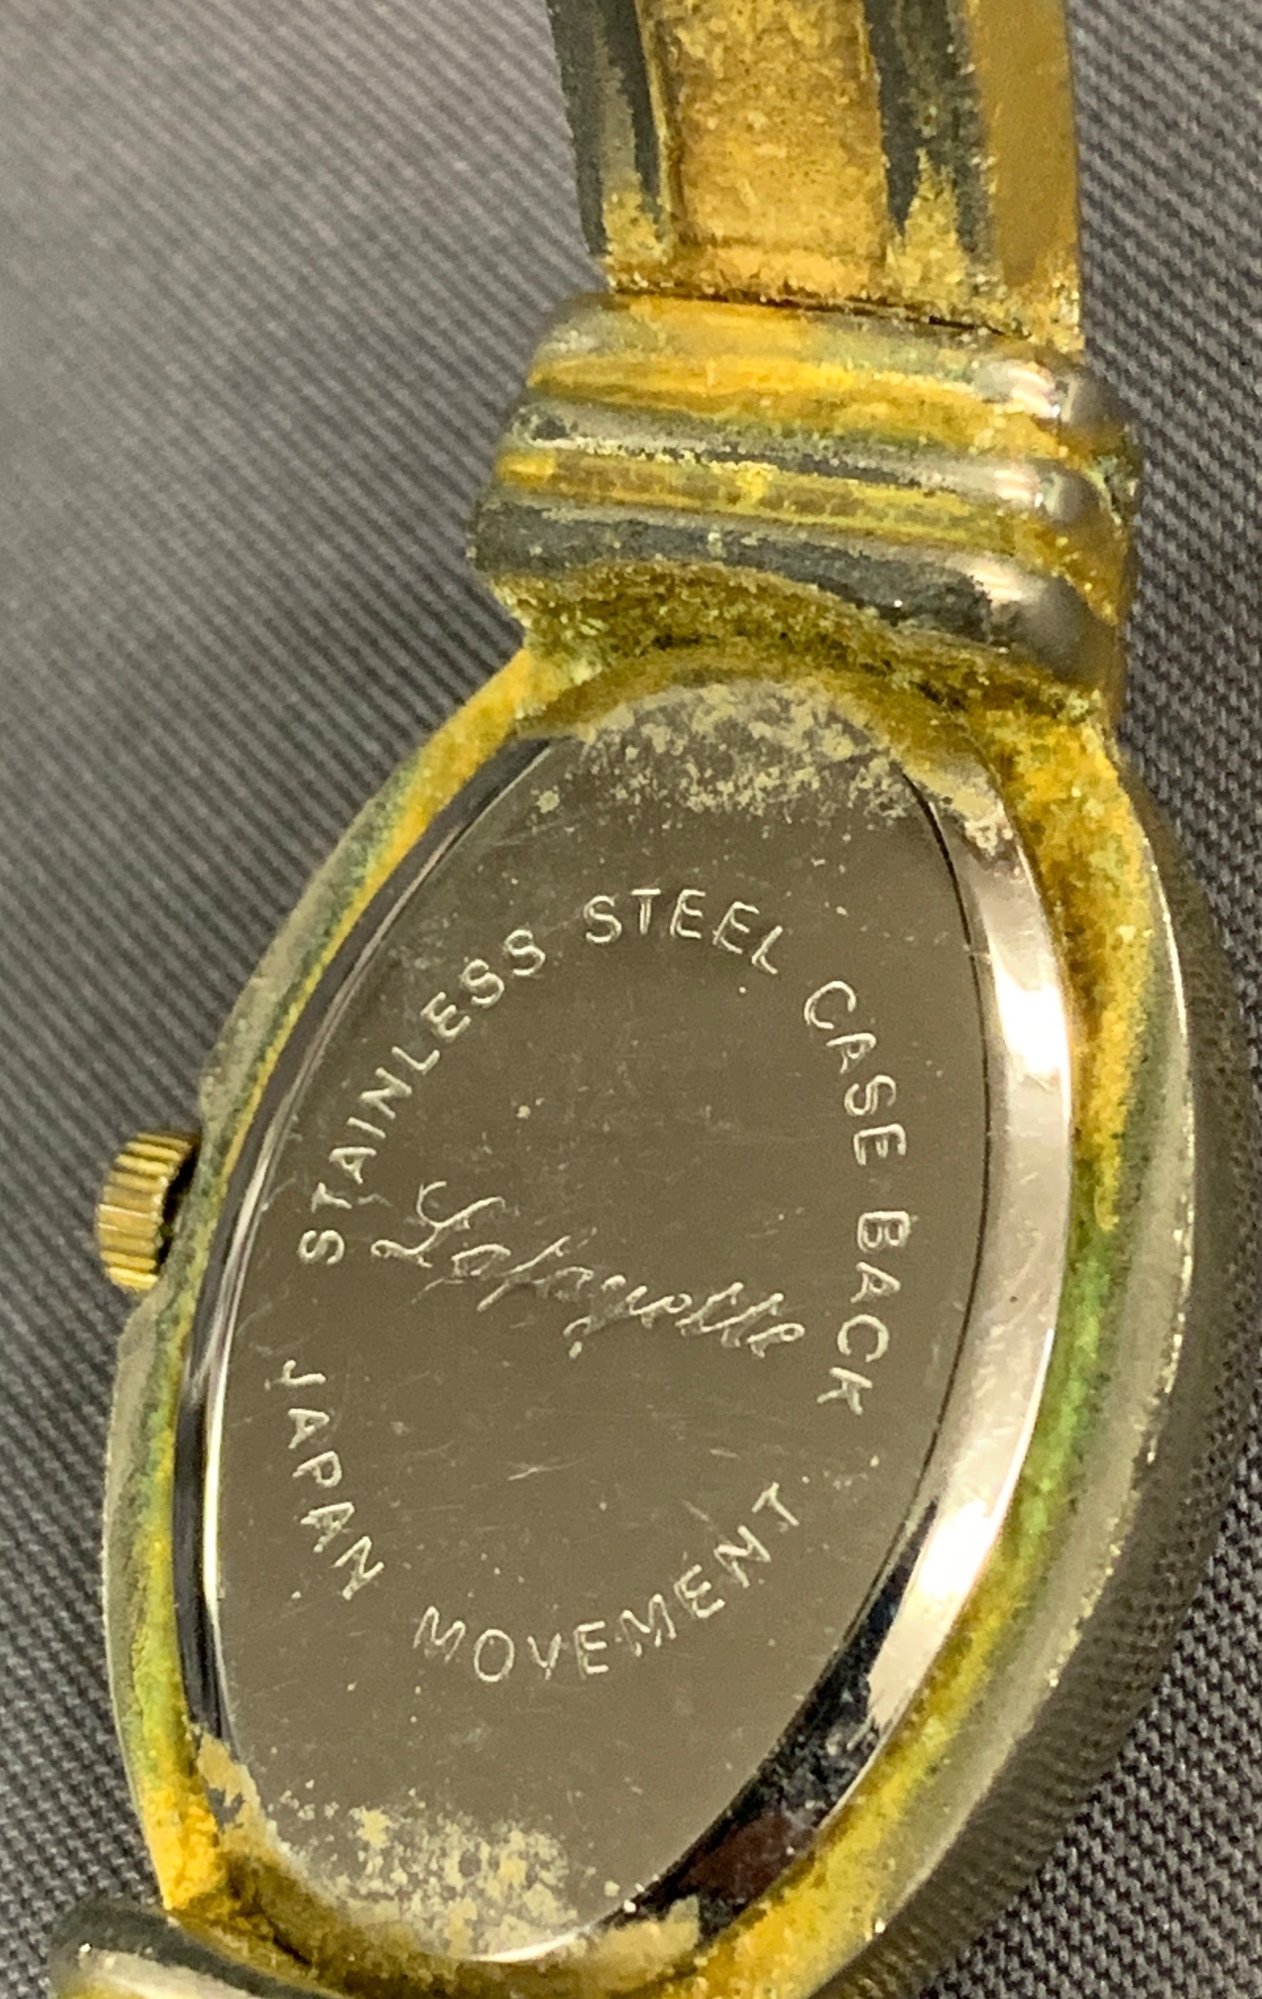 STAINLESS STEEL CASE BACK
Lafayette
JAPAN MOVEMENT